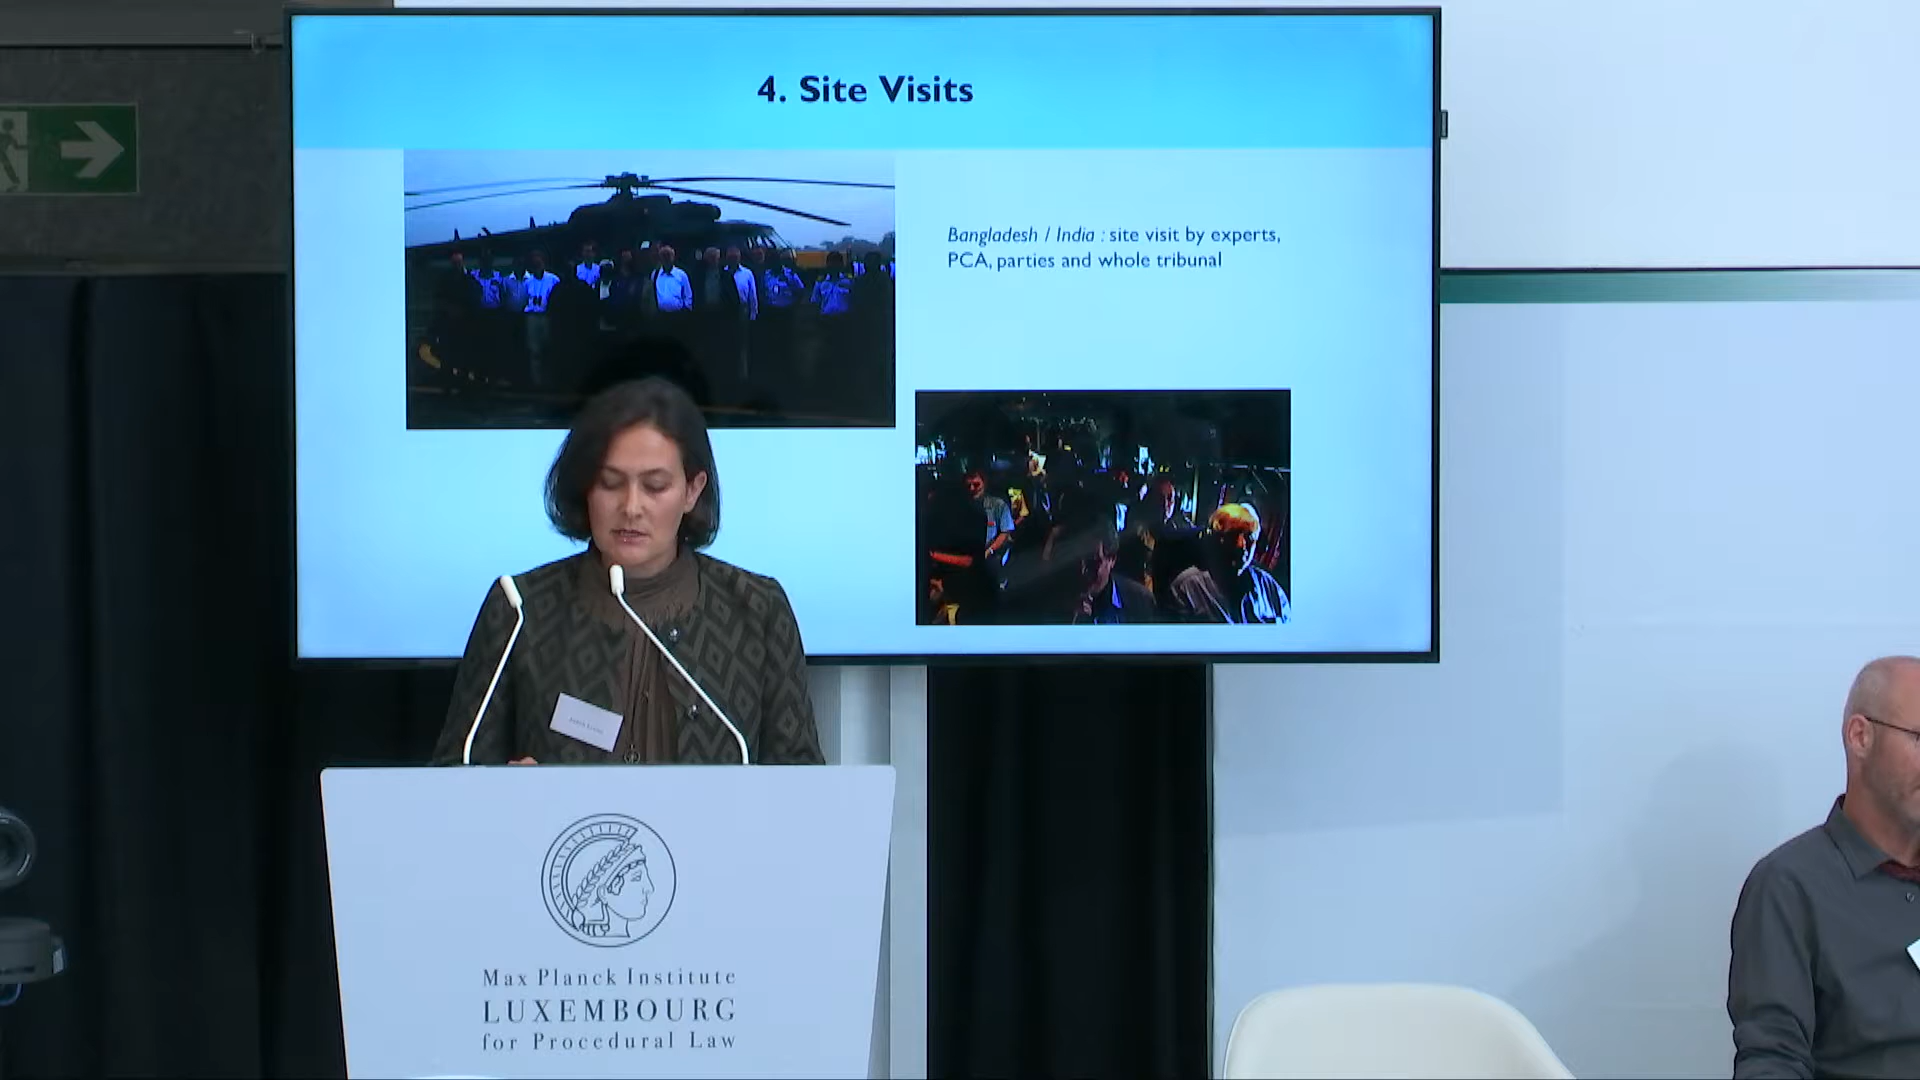 4. Site Visits
Bangladesh / India : site visit by experts,
PCA, parties and whole tribunal
Max Planck Institute
LUXEMBOURG
for Procedural Law